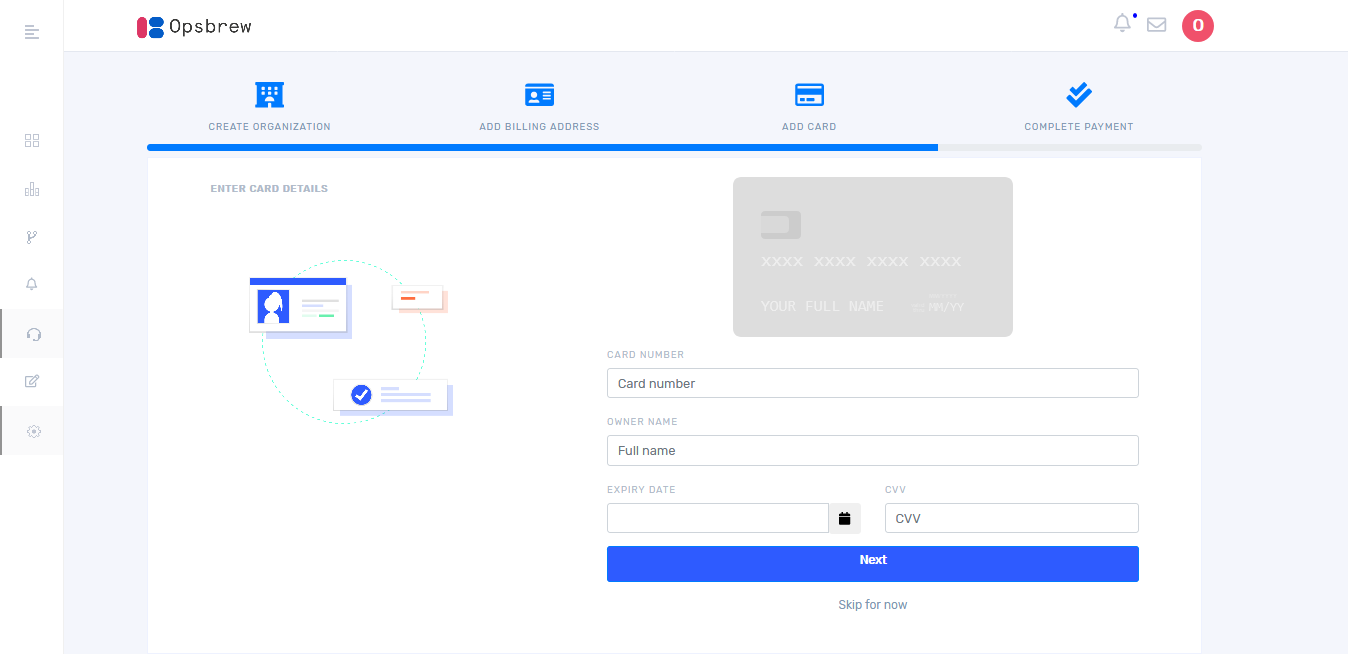 Opsbrew
O
CREATE ORGANIZATION
ADD BILLING ADDRESS
ADD CARD
COMPLETE PAYMENT
ENTER CARD DETAILS
XXXX XXXX XXXX XXXX
YOUR FULL NAME
MM/YY
CARD NUMBER
Card number
OWNER NAME
Full name
EXPIRY DATE
CVV
CVV
Next
Skip for now